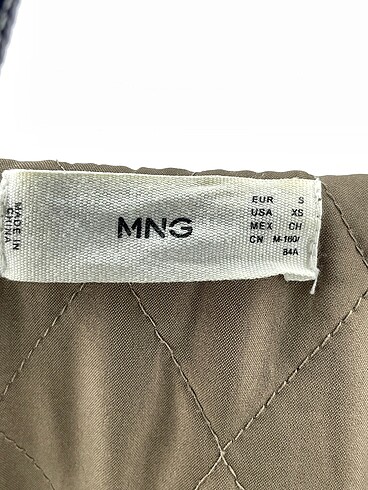 MADE IN
CHINA
MNG
EUR S
USA XS
MEX CH
CN M-160/
84A